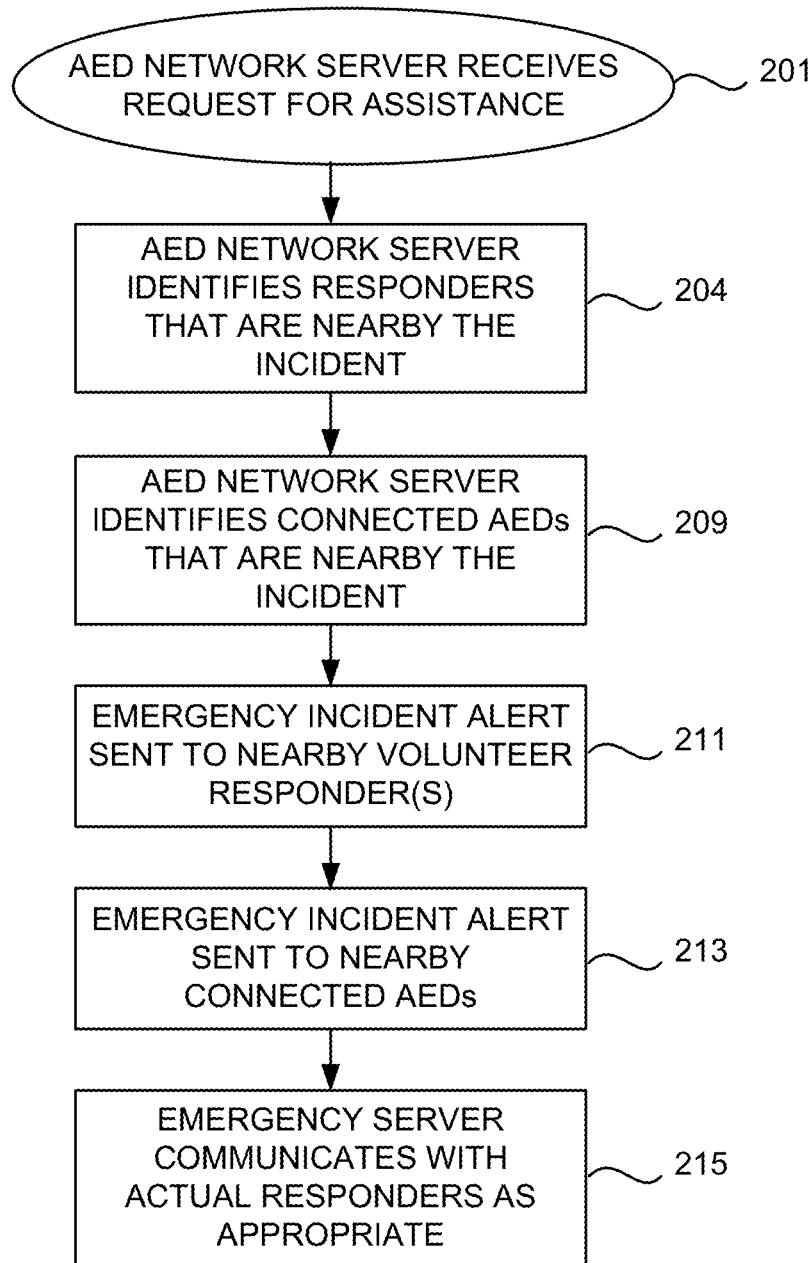 AED NETWORK SERVER RECEIVES
REQUEST FOR ASSISTANCE
201
AED NETWORK SERVER
IDENTIFIES RESPONDERS
THAT ARE NEARBY THE
INCIDENT
204
AED NETWORK SERVER
IDENTIFIES CONNECTED AEDs
THAT ARE NEARBY THE
INCIDENT
209
EMERGENCY INCIDENT ALERT
SENT TO NEARBY VOLUNTEER
RESPONDER(S)
211
EMERGENCY INCIDENT ALERT
SENT TO NEARBY
CONNECTED AEDs
213
EMERGENCY SERVER
COMMUNICATES WITH
ACTUAL RESPONDERS AS
APPROPRIATE
215